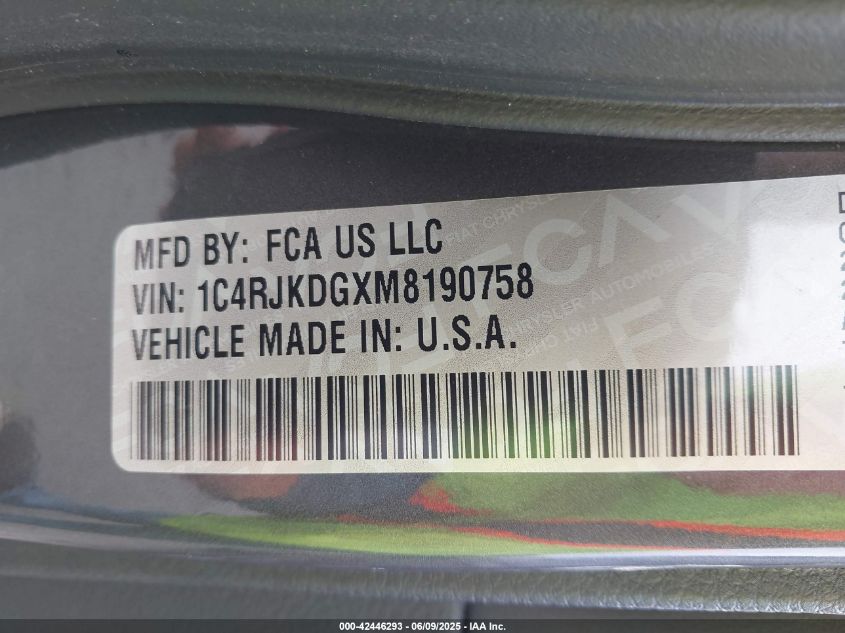 MFD BY: FCA US LLC
VIN: 1C4RJKDGXM8190758
VEHICLE MADE IN: U.S.A.
000-42446293 | 06/09/2025 | IAA Inc.